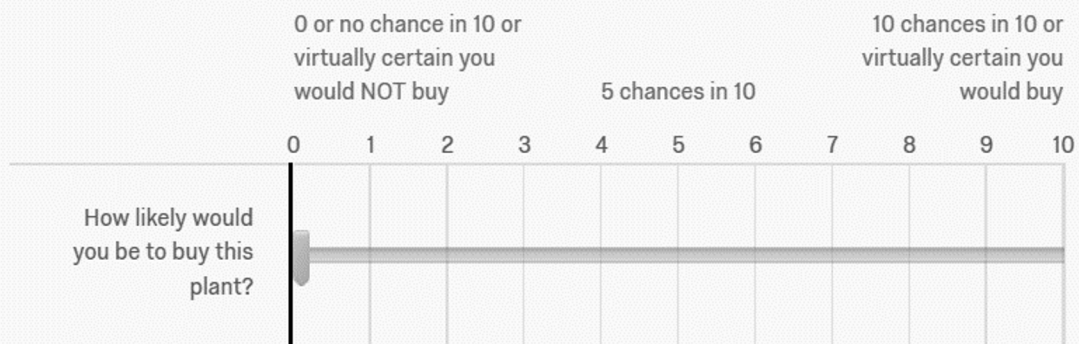 0 or no chance in 10 or
virtually certain you
would NOT buy
5 chances in 10
10 chances in 10 or
virtually certain you
would buy
0 1 2 3 4 5 6 7 8 9 10
How likely would
you be to buy this
plant?